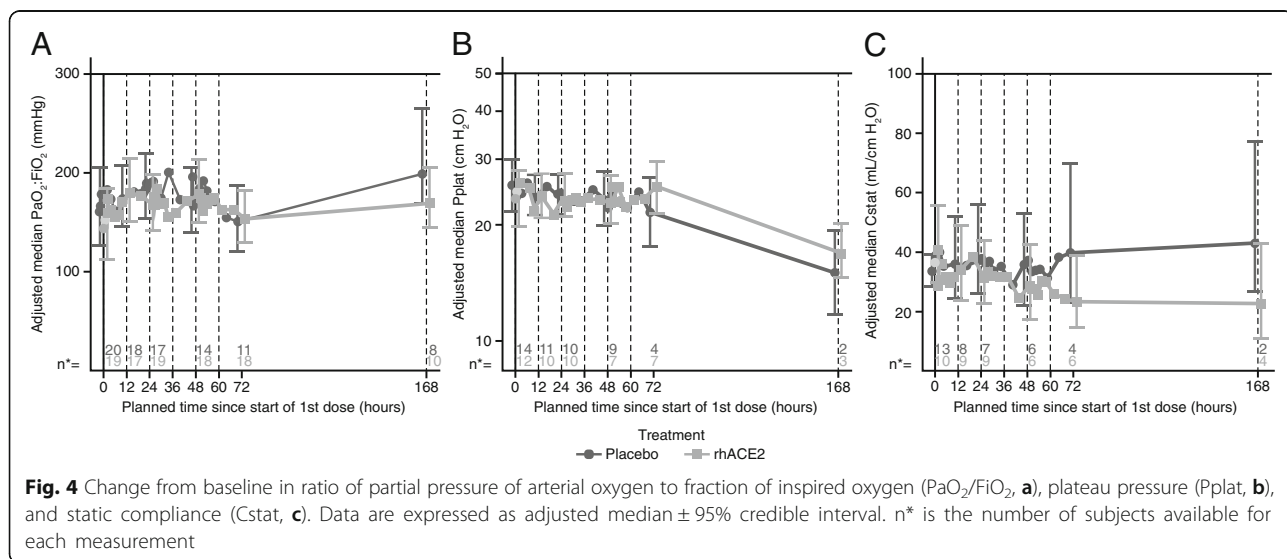 A
B
C
300
200
100
Adjusted median PaO₂:FiO₂ (mmHg)
n*=
20 18 17 14 11 8
19 17 19 18 18 10
0 12 24 36 48 60 72 168
Planned time since start of 1st dose (hours)
50
40
30
20
10
Adjusted median Pplat (cm H₂O)
n*=
14 11 10 9 4 2
12 10 10 7 7 3
0 12 24 36 48 60 72 168
Planned time since start of 1st dose (hours)
100
80
60
40
20
0
Adjusted median Cstat (mL/cm H₂O)
n*=
13 8 7 6 4 2
10 9 9 6 6 4
0 12 24 36 48 60 72 168
Planned time since start of 1st dose (hours)
Treatment
Placebo rhACE2
Fig. 4 Change from baseline in ratio of partial pressure of arterial oxygen to fraction of inspired oxygen (PaO₂/FiO₂, a), plateau pressure (Pplat, b),
and static compliance (Cstat, c). Data are expressed as adjusted median ± 95% credible interval. n* is the number of subjects available for
each measurement